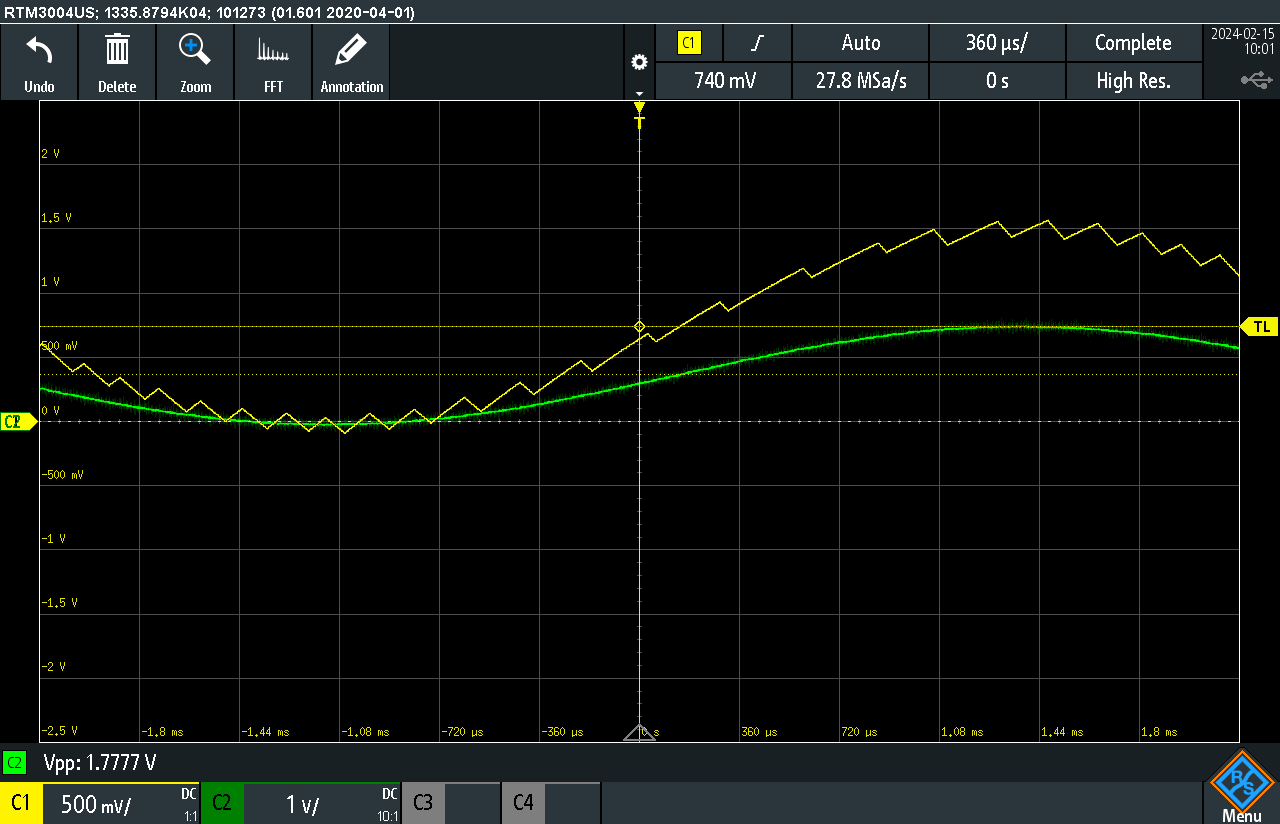 RTM3004US; 1335.8794K04; 101273 (01.601 2020-04-01)
Undo Delete Zoom FFT Annotation
C1 Auto 360 µs/ Complete
740 mV 27.8 MSa/s 0 s High Res.
2024-02-15
10:01
T
2 V
1.5 V
1 V
TL
500 mV
0 V
-500 mV
-1 V
-1.5 V
-2 V
-2.5 V
-1.8 ms -1.44 ms -1.08 ms -720 µs -360 µs 0 s 360 µs 720 µs 1.08 ms 1.44 ms 1.8 ms
C2 Vpp: 1.7777 V
C1 500 mV/ DC 1:1 C2 1 V/ DC 10:1 C3 C4
R S
Menu